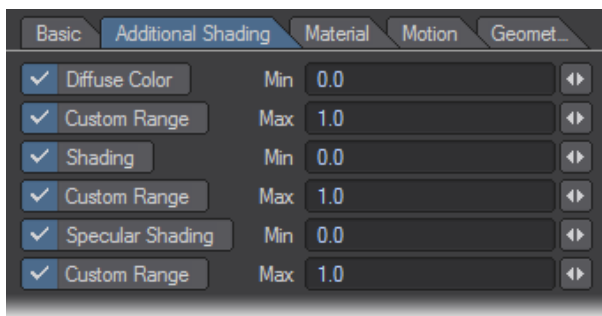 Basic Additional Shading Material Motion Geomet...
Diffuse Color Min 0.0
Custom Range Max 1.0
Shading Min 0.0
Custom Range Max 1.0
Specular Shading Min 0.0
Custom Range Max 1.0